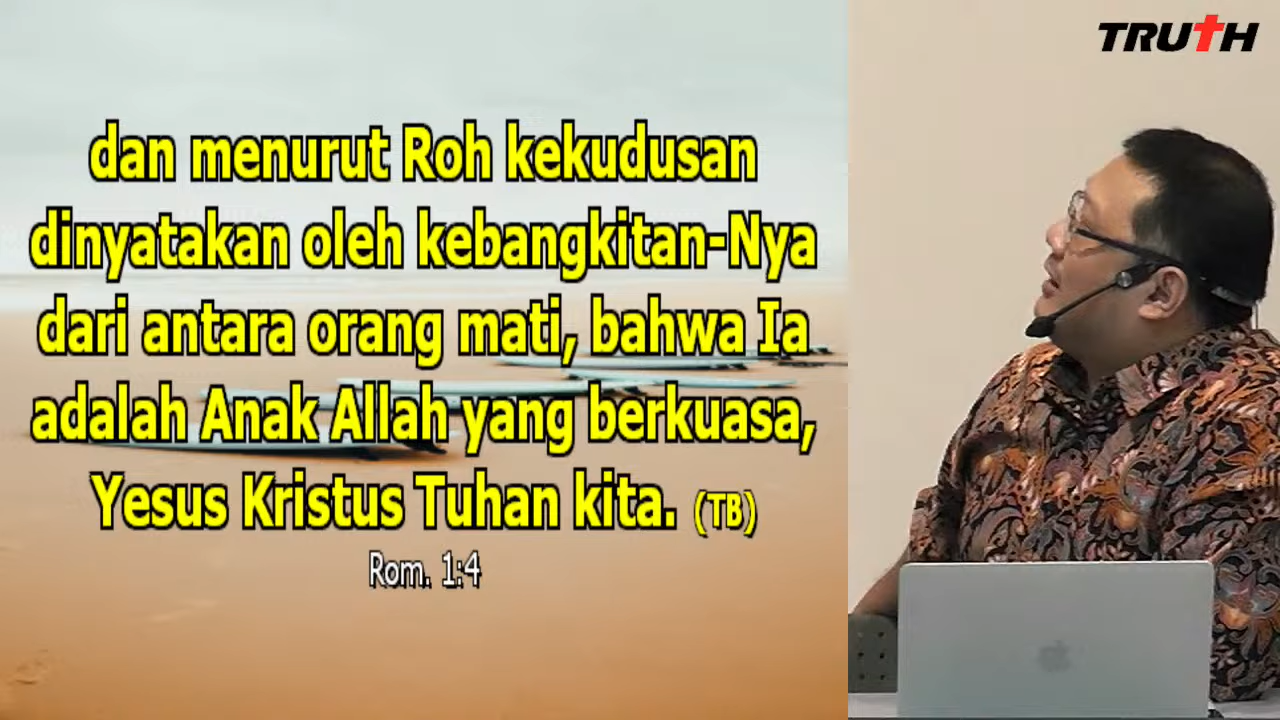 dan menurut Roh kekudusan
dinyatakan oleh kebangkitan-Nya
dari antara orang mati, bahwa Ia
adalah Anak Allah yang berkuasa,
Yesus Kristus Tuhan kita. (TB)
Rom. 1:4
TRUTH